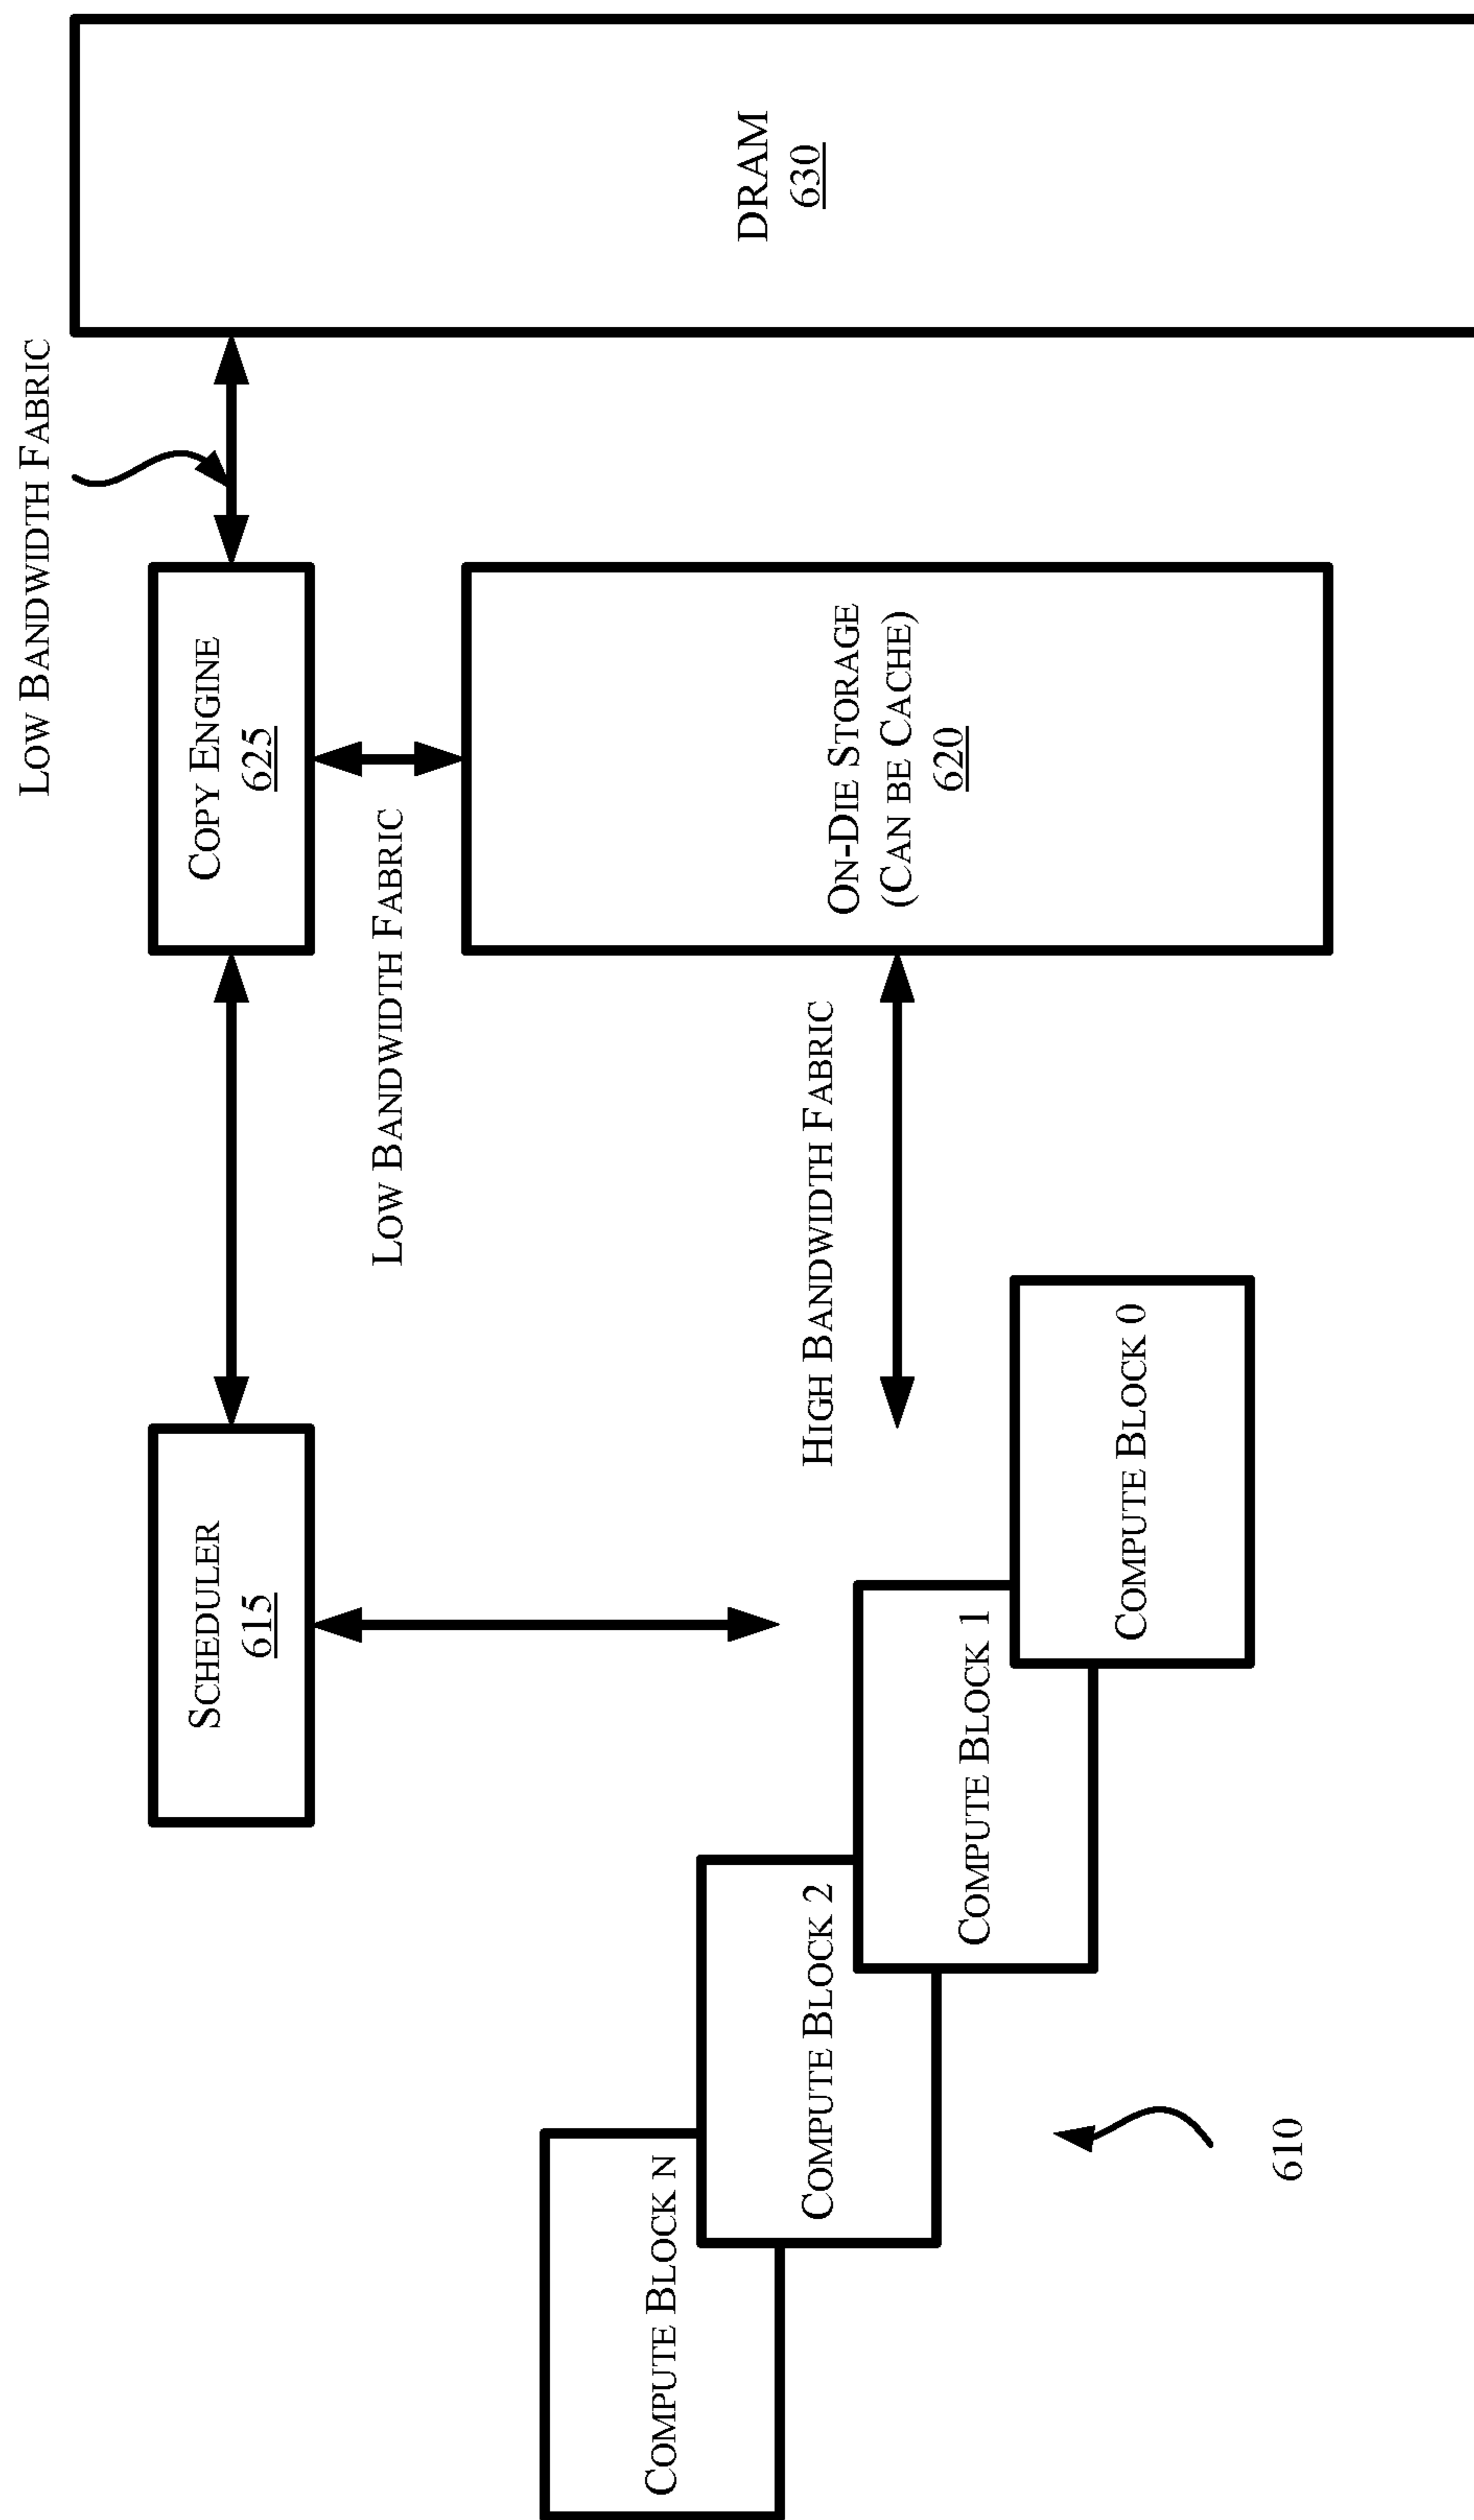 LOW BANDWIDTH FABRIC
SCHEDULER
615
COPY ENGINE
625
LOW BANDWIDTH FABRIC
COMPUTE BLOCK N
COMPUTE BLOCK 2
COMPUTE BLOCK 1
COMPUTE BLOCK 0
HIGH BANDWIDTH FABRIC
ON-DIE STORAGE
(CAN BE CACHE)
620
DRAM
630
610